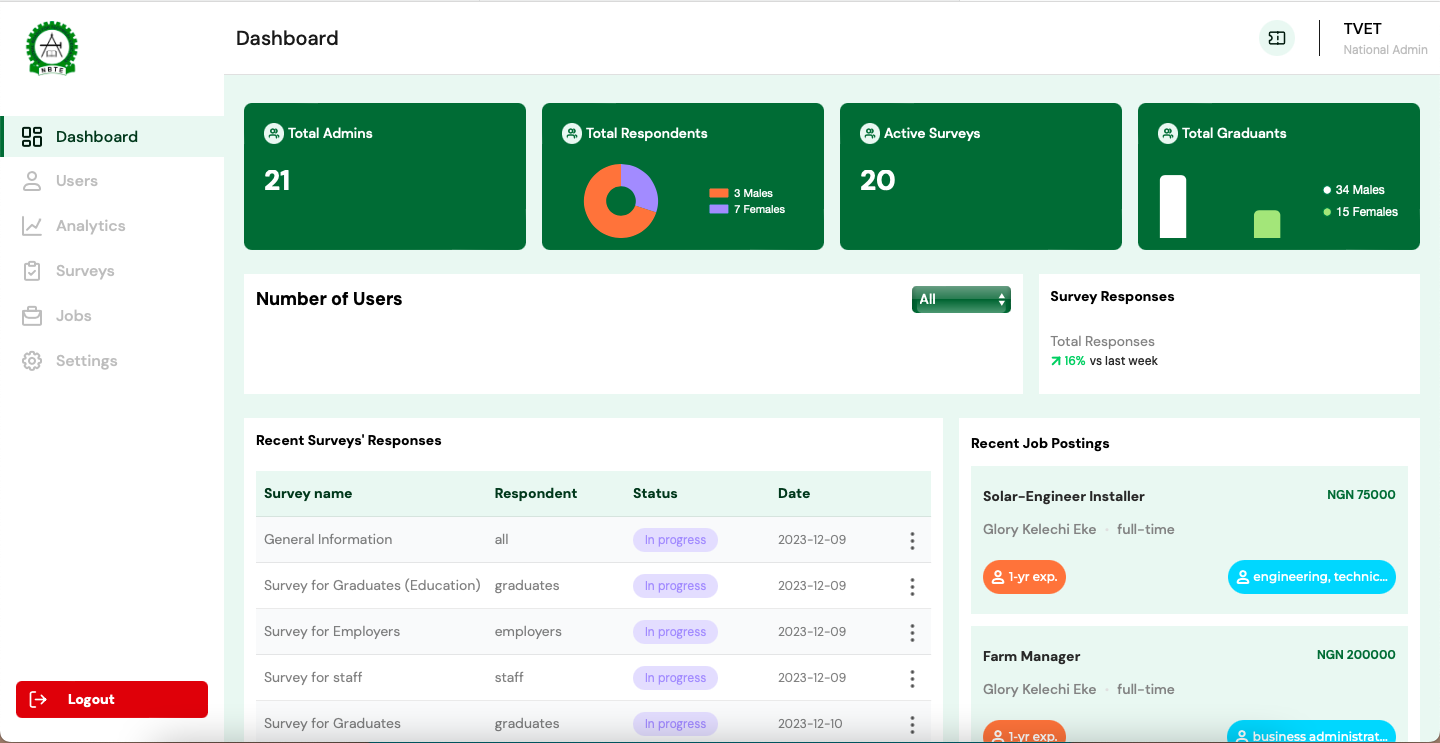 NBTE
Dashboard
TVET
National Admin
Dashboard
Users
Analytics
Surveys
Jobs
Settings
Logout
Total Admins
21
Total Respondents
3 Males
7 Females
Active Surveys
20
Total Graduants
34 Males
15 Females
Number of Users
All
Survey Responses
Total Responses
16% vs last week
Recent Surveys' Responses
Survey name Respondent Status Date
General Information all In progress 2023-12-09
Survey for Graduates (Education) graduates In progress 2023-12-09
Survey for Employers employers In progress 2023-12-09
Survey for staff staff In progress 2023-12-09
Survey for Graduates graduates In progress 2023-12-10
Recent Job Postings
Solar-Engineer Installer NGN 75000
Glory Kelechi Eke • full-time
1-yr exp. engineering, technic...
Farm Manager NGN 200000
Glory Kelechi Eke • full-time
1-yr exp. business administrat...